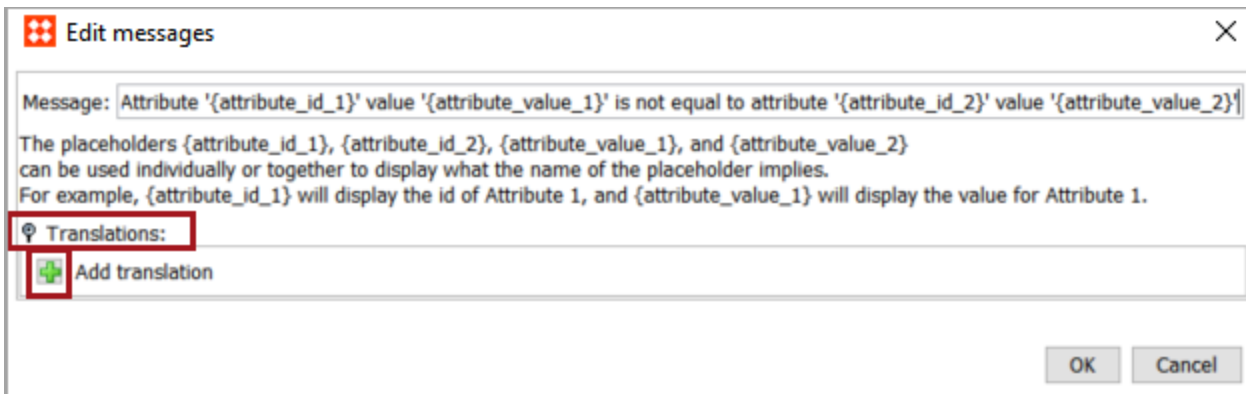 Edit messages
Message: Attribute '{attribute_id_1}' value '{attribute_value_1}' is not equal to attribute '{attribute_id_2}' value '{attribute_value_2}'
The placeholders {attribute_id_1}, {attribute_id_2}, {attribute_value_1}, and {attribute_value_2}
can be used individually or together to display what the name of the placeholder implies.
For example, {attribute_id_1} will display the id of Attribute 1, and {attribute_value_1} will display the value for Attribute 1.
Translations:
Add translation
OK Cancel